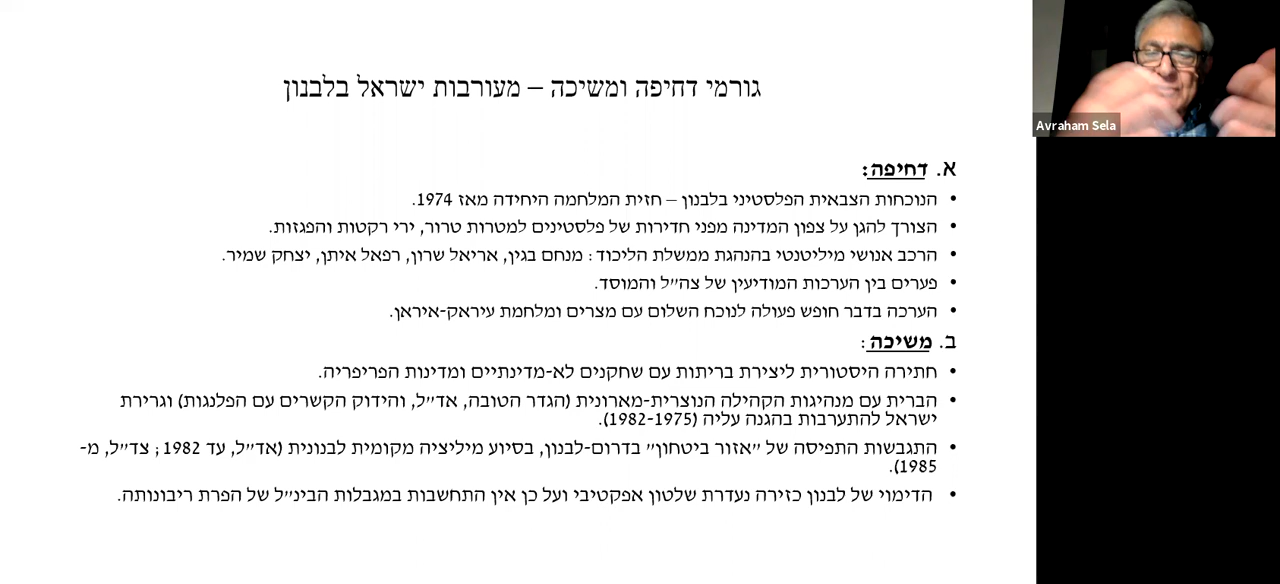 גורמי דחיפה ומשיכה – מעורבות ישראל בלבנון
א. דחיפה:
• הנוכחות הצבאית הפלסטיני בלבנון – חזית המלחמה היחידה מאז 1974.
• הצורך להגן על צפון המדינה מפני חדירות של פלסטינים למטרות טרור, ירי רקטות והפגזות.
• הרכב אנושי מיליטנטי בהנהגת ממשלת הליכוד: מנחם בגין, אריאל שרון, רפאל איתן, יצחק שמיר.
• פערים בין הערכות המודיעין של צה"ל והמוסד.
• הערכה בדבר חופש פעולה לנוכח השלום עם מצרים ומלחמת עיראק-איראן.
ב. משיכה:
• חתירה היסטורית ליצירת בריתות עם שחקנים לא-מדינתיים ומדינות הפריפריה.
• הברית עם מנהיגות הקהילה הנוצרית-מארונית (הגדר הטובה, אד"ל, והידוק הקשרים עם הפלנגות) וגרירת
ישראל להתערבות בהגנה עליה (1982-1975).
• התגבשות התפיסה של "אזור ביטחון" בדרום-לבנון, בסיוע מיליציה מקומית לבנונית (אד"ל, עד 1982; צד"ל, מ-
1985).
• הדימוי של לבנון כזירה נעדרת שלטון אפקטיבי ועל כן אין התחשבות במגבלות הבינ"ל של הפרת ריבונותה.
Avraham Sela